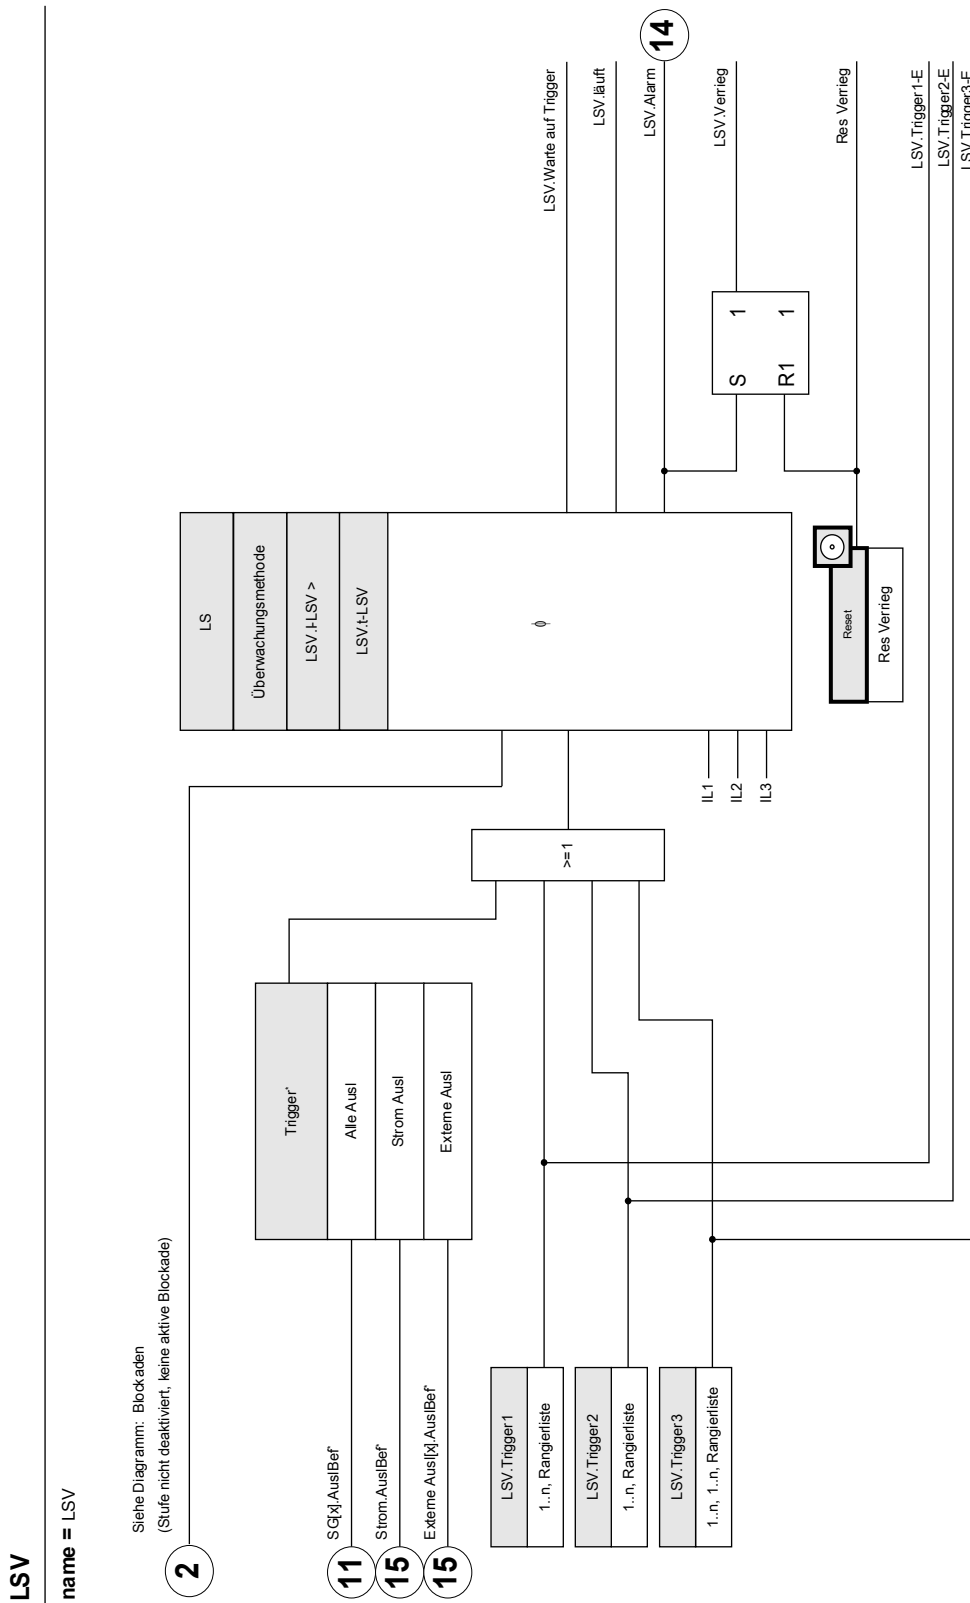 LSV
name = LSV
Siehe Diagramm: Blockaden
(Stufe nicht deaktiviert, keine aktive Blockade)
2
SG[x].AuslBef*
11
Strom.AuslBef*
15
Externe Ausl[x].AuslBef*
15
Trigger*
Alle Ausl
Strom Ausl
Externe Ausl
LSV.Trigger1
1..n, Rangierliste
LSV.Trigger2
1..n, Rangierliste
LSV.Trigger3
1..n, 1..n, Rangierliste
>=1
LS
Überwachungsmethode
LSV.I-LSV >
LSV.t-LSV
φ
IL1
IL2
IL3
Reset
Res Verrieg
S 1
R1 1
LSV.Warte auf Trigger
LSV.läuft
LSV.Alarm
14
LSV.Verrieg
Res Verrieg
LSV.Trigger1-E
LSV.Trigger2-E
LSV.Trigger3-E